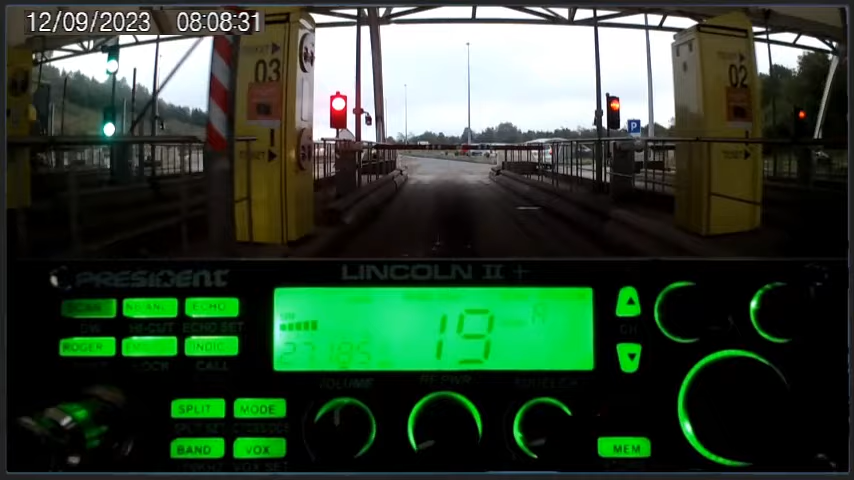 12/09/2023 08:08:31
03
02
P
PRESIDENT
LINCOLN II +
SCAN NB/ANL ECHO
DW HI-CUT ECHO SET
ROGER INDIC
LOCK CALL
19
27.185
CH
VOLUME RF PWR SQUELCH
SPLIT MODE
BAND VOX
VOX SET
MEM